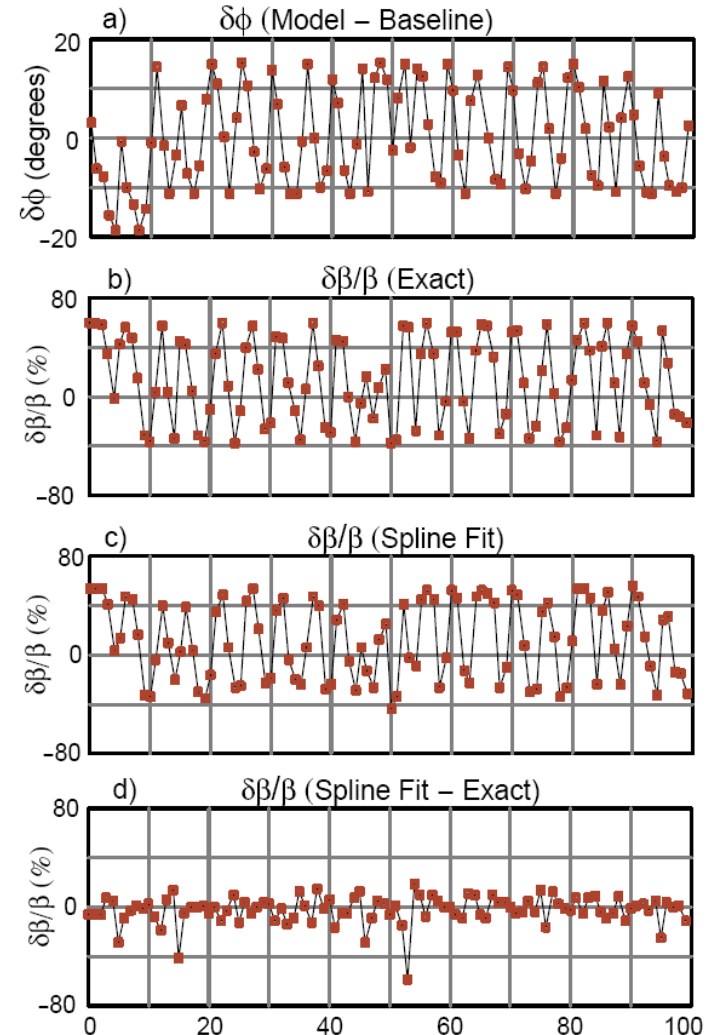 a) δϕ (Model – Baseline)
20
0
–20
δϕ (degrees)
b) δβ/β (Exact)
80
0
–80
δβ/β (%)
c) δβ/β (Spline Fit)
80
0
–80
δβ/β (%)
d) δβ/β (Spline Fit – Exact)
80
0
–80
δβ/β (%)
0 20 40 60 80 100